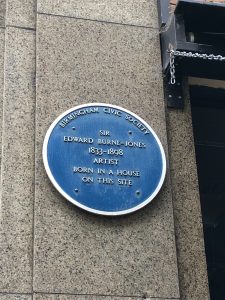 BIRMINGHAM CIVIC SOCIETY
SIR
EDWARD BURNE-JONES
1833-1898
ARTIST
BORN IN A HOUSE
ON THIS SITE